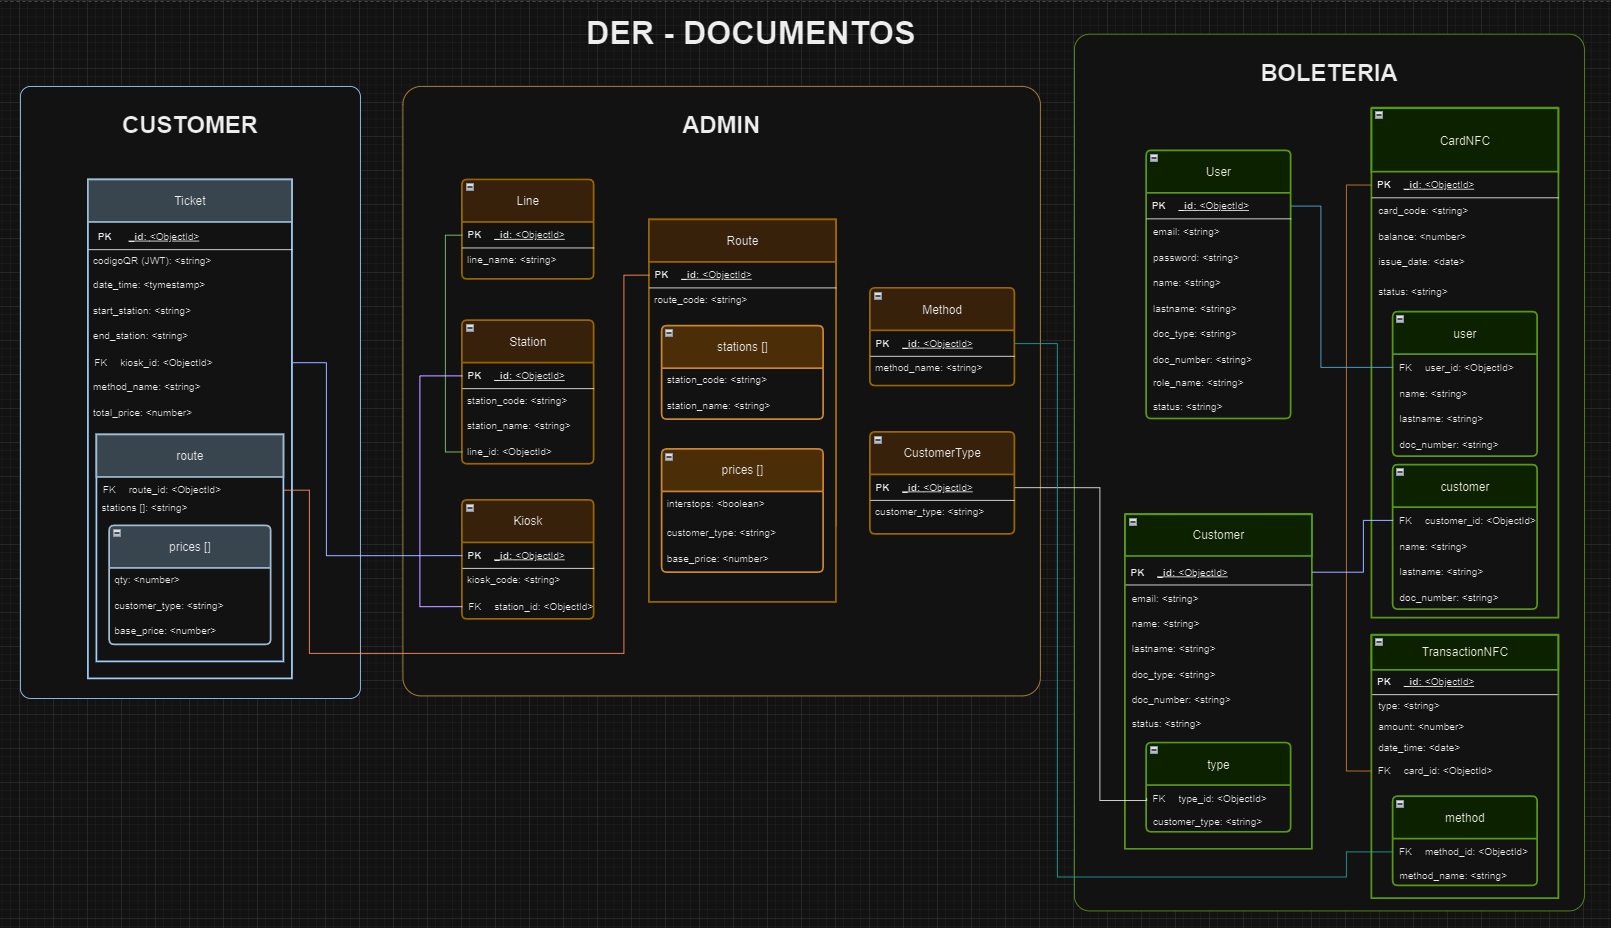 DER - DOCUMENTOS
CUSTOMER
Ticket
PK _id: <ObjectId>
codigoQR (JWT): <string>
date_time: <tymestamp>
start_station: <string>
end_station: <string>
FK kiosk_id: <ObjectId>
method_name: <string>
total_price: <number>
route
FK route_id: <ObjectId>
stations []: <string>
prices []
qty: <number>
customer_type: <string>
base_price: <number>
ADMIN
Line
PK _id: <ObjectId>
line_name: <string>
Station
PK _id: <ObjectId>
station_code: <string>
station_name: <string>
line_id: <ObjectId>
Kiosk
PK _id: <ObjectId>
kiosk_code: <string>
FK station_id: <ObjectId>
Route
PK _id: <ObjectId>
route_code: <string>
stations []
station_code: <string>
station_name: <string>
prices []
interstops: <boolean>
customer_type: <string>
base_price: <number>
Method
PK _id: <ObjectId>
method_name: <string>
CustomerType
PK _id: <ObjectId>
customer_type: <string>
BOLETERIA
User
PK _id: <ObjectId>
email: <string>
password: <string>
name: <string>
lastname: <string>
doc_type: <string>
doc_number: <string>
role_name: <string>
status: <string>
Customer
PK _id: <ObjectId>
email: <string>
name: <string>
lastname: <string>
doc_type: <string>
doc_number: <string>
status: <string>
type
FK type_id: <ObjectId>
customer_type: <string>
CardNFC
PK _id: <ObjectId>
card_code: <string>
balance: <number>
issue_date: <date>
status: <string>
user
FK user_id: <ObjectId>
name: <string>
lastname: <string>
doc_number: <string>
customer
FK customer_id: <ObjectId>
name: <string>
lastname: <string>
doc_number: <string>
TransactionNFC
PK _id: <ObjectId>
type: <string>
amount: <number>
date_time: <date>
FK card_id: <ObjectId>
method
FK method_id: <ObjectId>
method_name: <string>